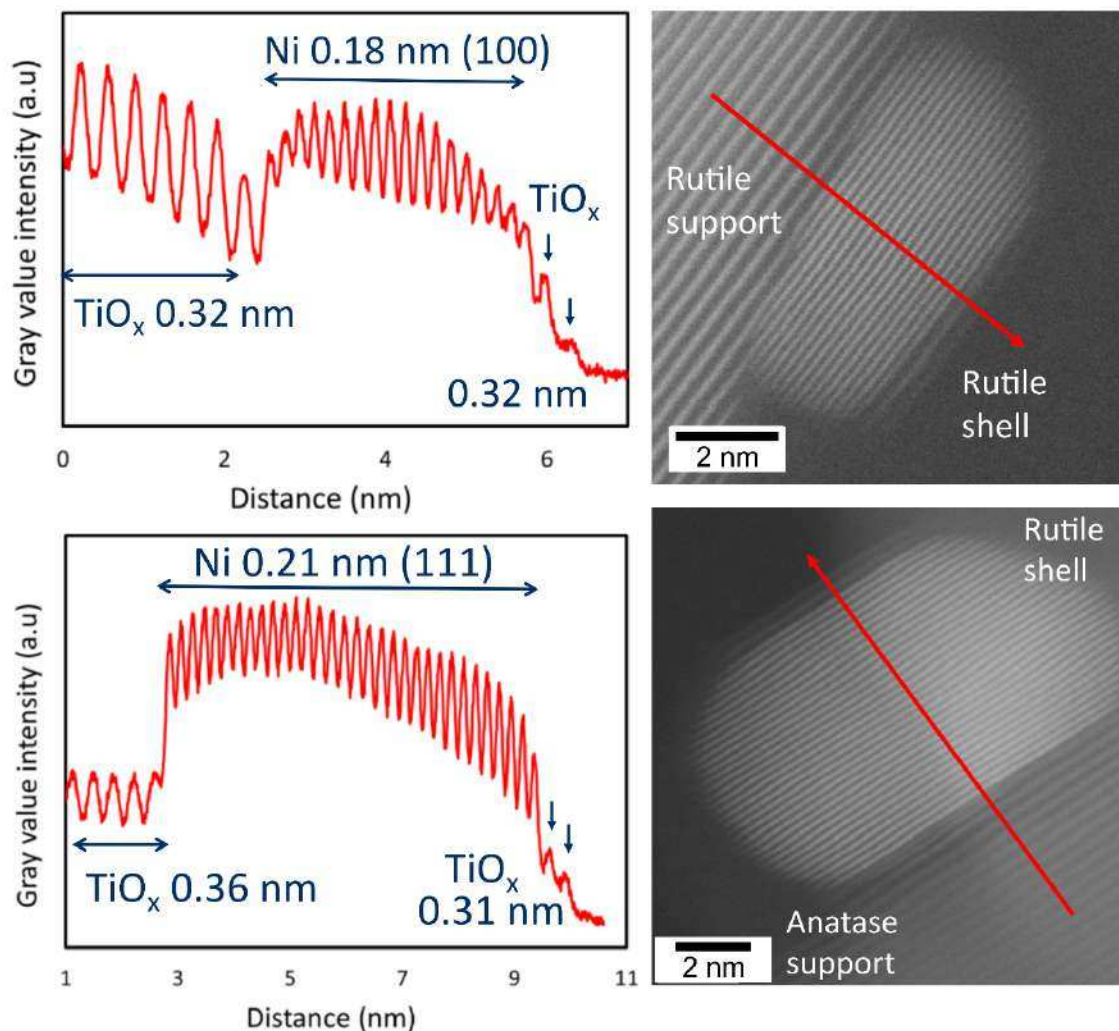 Gray value intensity (a.u)
Ni 0.18 nm (100)
TiOₓ
TiOₓ 0.32 nm
0.32 nm
0
2
4
6
Distance (nm)
Rutile
support
Rutile
shell
2 nm
Gray value intensity (a.u)
Ni 0.21 nm (111)
TiOₓ 0.36 nm
TiOₓ
0.31 nm
1
3
5
7
9
11
Distance (nm)
Rutile
shell
Anatase
support
2 nm